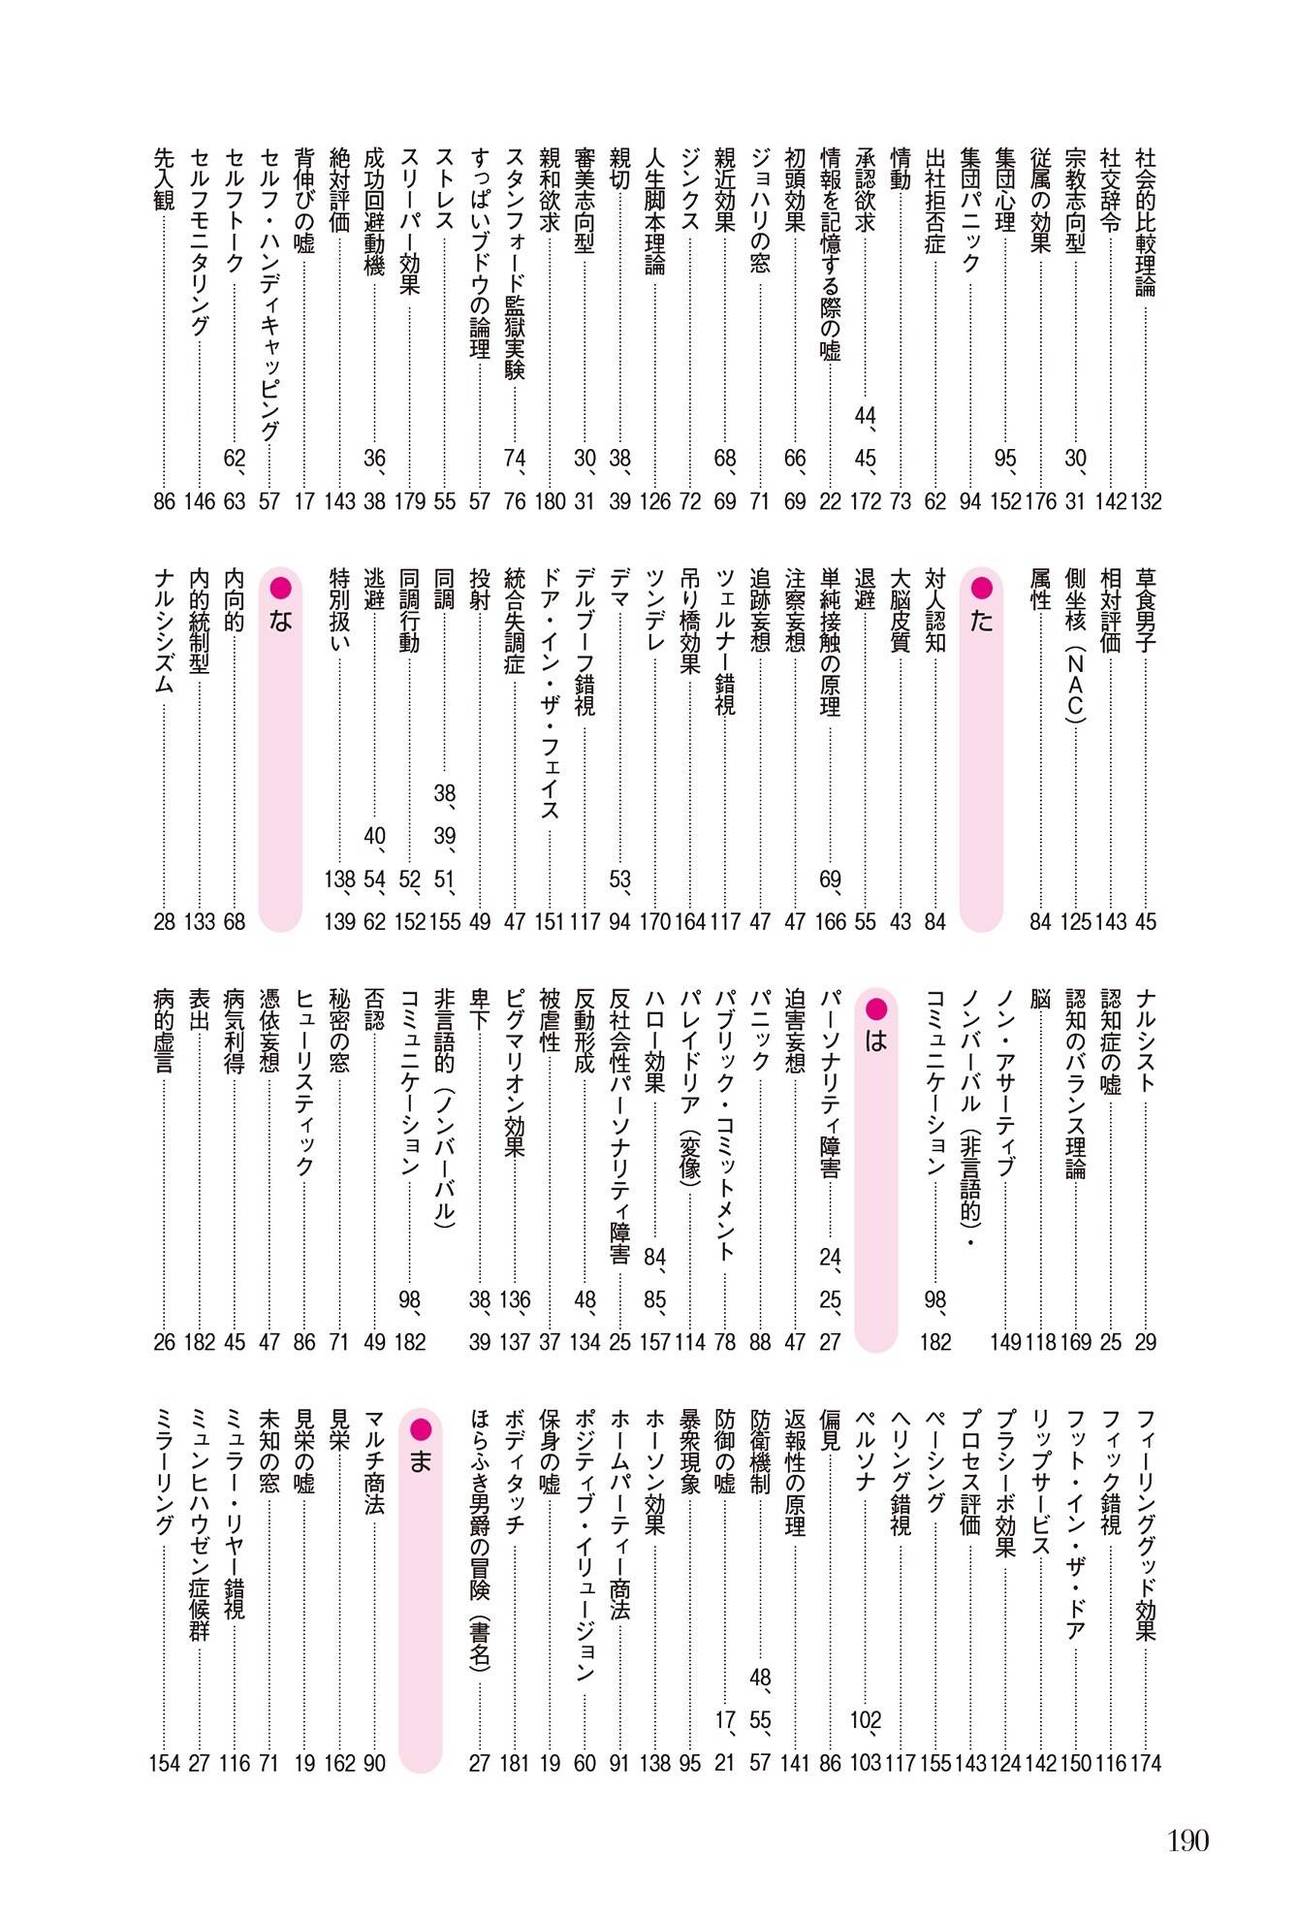 社会的比較理論 132
社交辞令 142
宗教志向型 30、31
従属の効果 176
集団心理 95、152
集団パニック 94
出社拒否症 62
情動 73
承認欲求 44、45、172
情報を記憶する際の嘘 22
初頭効果 66、69
ジョハリの窓 71
親近効果 68、69
ジンクス 72
人生脚本理論 126
親切 38、39
審美志向型 30、31
親和欲求 180
スタンフォード監獄実験 74、76
すっぱいブドウの論理 57
ストレス 55
スリーパー効果 179
成功回避動機 36、38
絶対評価 143
背伸びの嘘 17
セルフ・ハンディキャッピング 57
セルフトーク 62、63
セルフモニタリング 146
先入観 86
草食男子 45
相対評価 143
側坐核（NAC） 125
属性 84
●た
対人認知 84
大脳皮質 43
退避 55
単純接触の原理 69、166
注察妄想 47
追跡妄想 47
ツェルナー錯視 117
吊り橋効果 164
ツンデレ 170
デマ 53、94
デルブーフ錯視 117
ドア・イン・ザ・フェイス 151
統合失調症 47
投射 49
同調 38、39、51、155
同調行動 52、152
逃避 40、54、62
特別扱い 138、139
●な
内向的 68
内的統制型 133
ナルシシズム 28
ナルシスト 29
認知症の嘘 25
認知のバランス理論 169
脳 118
ノン・アサーティブ 149
ノンバーバル（非言語的）・
コミュニケーション 98、182
●は
パーソナリティ障害 24、25、27
迫害妄想 47
パニック 88
パブリック・コミットメント 78
パレイドリア（変像） 114
ハロー効果 84、85、157
反社会性パーソナリティ障害 25
反動形成 48、134
被虐性 37
ピグマリオン効果 136、137
卑下 38、39
非言語的（ノンバーバル）
コミュニケーション 98、182
否認 49
秘密の窓 71
ヒューリスティック 86
憑依妄想 47
病気利得 45
表出 182
病的虚言 26
フィーリンググッド効果 174
フィック錯視 116
フット・イン・ザ・ドア 150
リップサービス 142
プラシーボ効果 124
プロセス評価 143
ペーシング 155
ヘリング錯視 117
ペルソナ 102、103
偏見 86
返報性の原理 141
防衛機制 48、55、57
防御の嘘 17、21
暴衆現象 95
ホーソン効果 138
ホームパーティー商法 91
ポジティブ・イリュージョン 60
保身の嘘 19
ボディタッチ 181
ほらふき男爵の冒険（書名） 27
●ま
マルチ商法 90
見栄 162
見栄の嘘 19
未知の窓 71
ミュラー・リヤー錯視 116
ミュンヒハウゼン症候群 27
ミラーリング 154
190